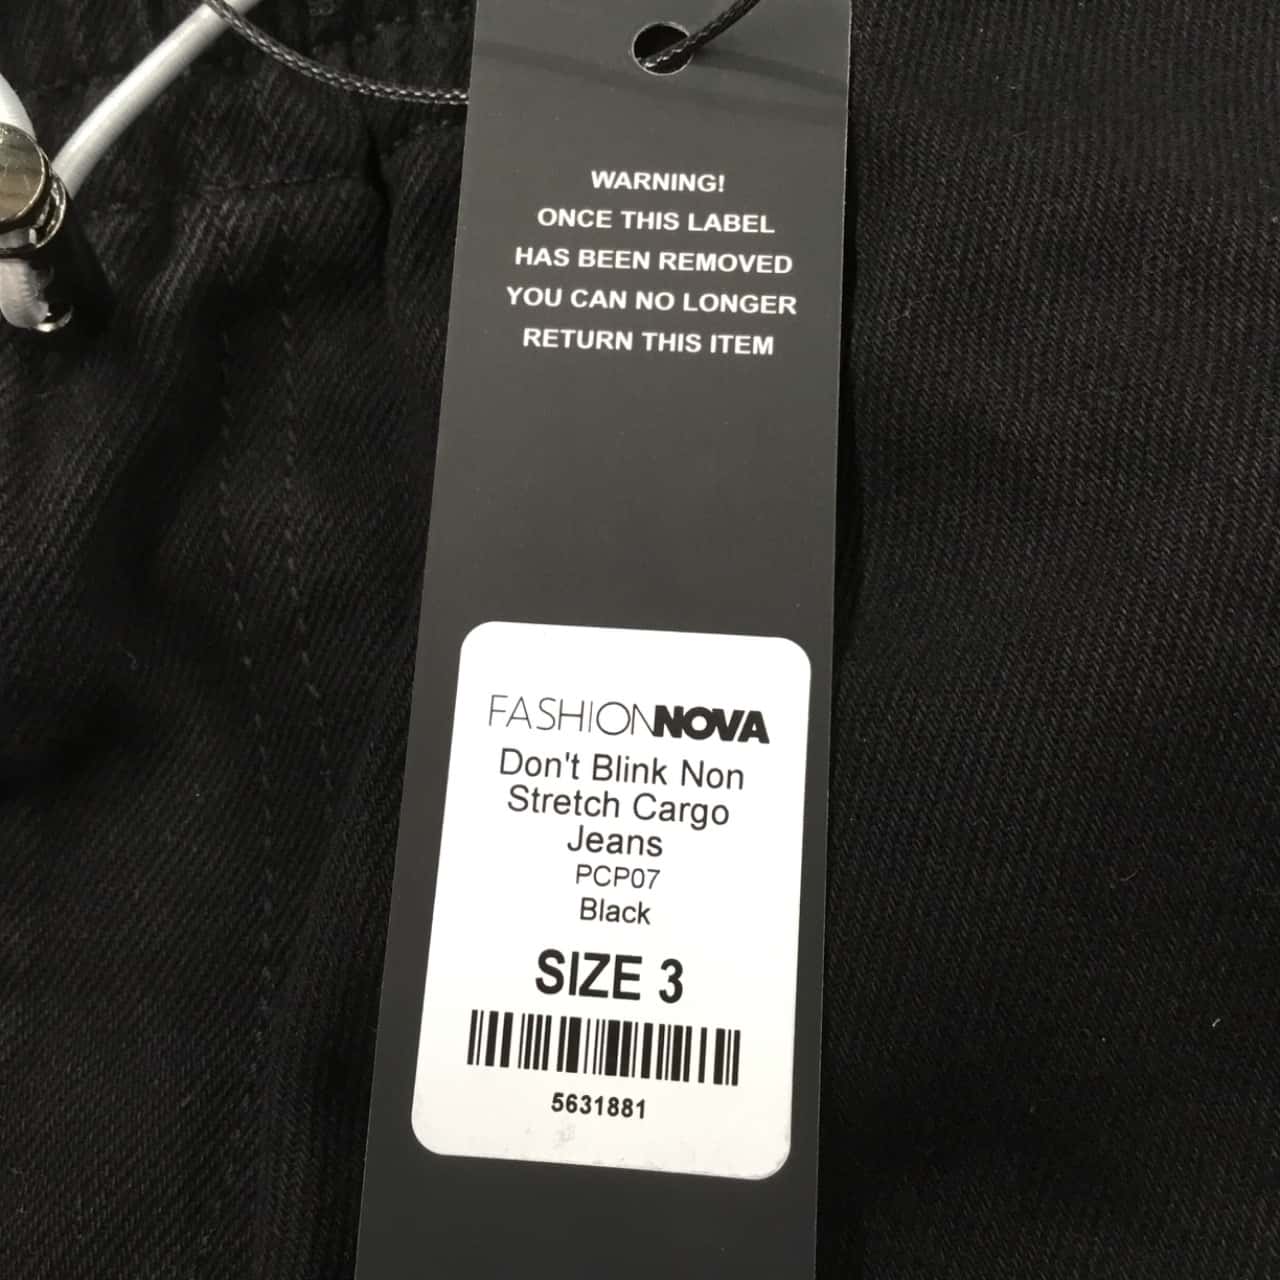 WARNING!
ONCE THIS LABEL
HAS BEEN REMOVED
YOU CAN NO LONGER
RETURN THIS ITEM
FASHIONNOVA
Don't Blink Non
Stretch Cargo
Jeans
PCP07
Black
SIZE 3
5631881